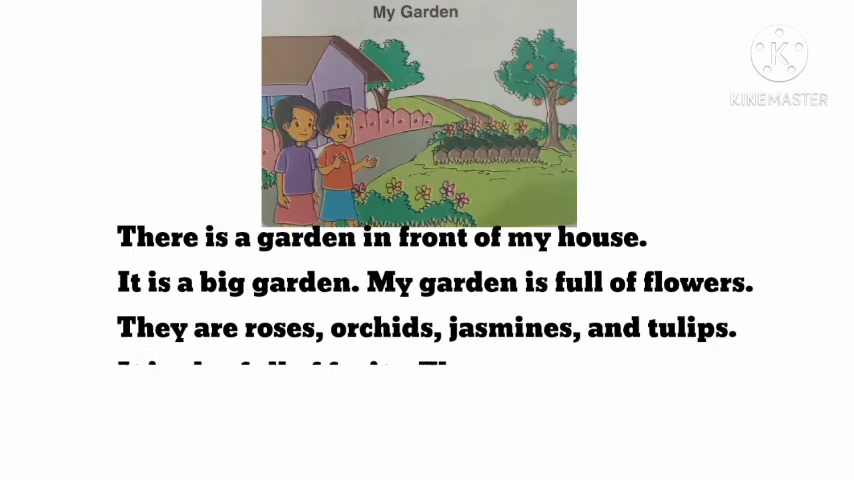 My Garden
KINEMASTER
There is a garden in front of my house.
It is a big garden. My garden is full of flowers.
They are roses, orchids, jasmines, and tulips.